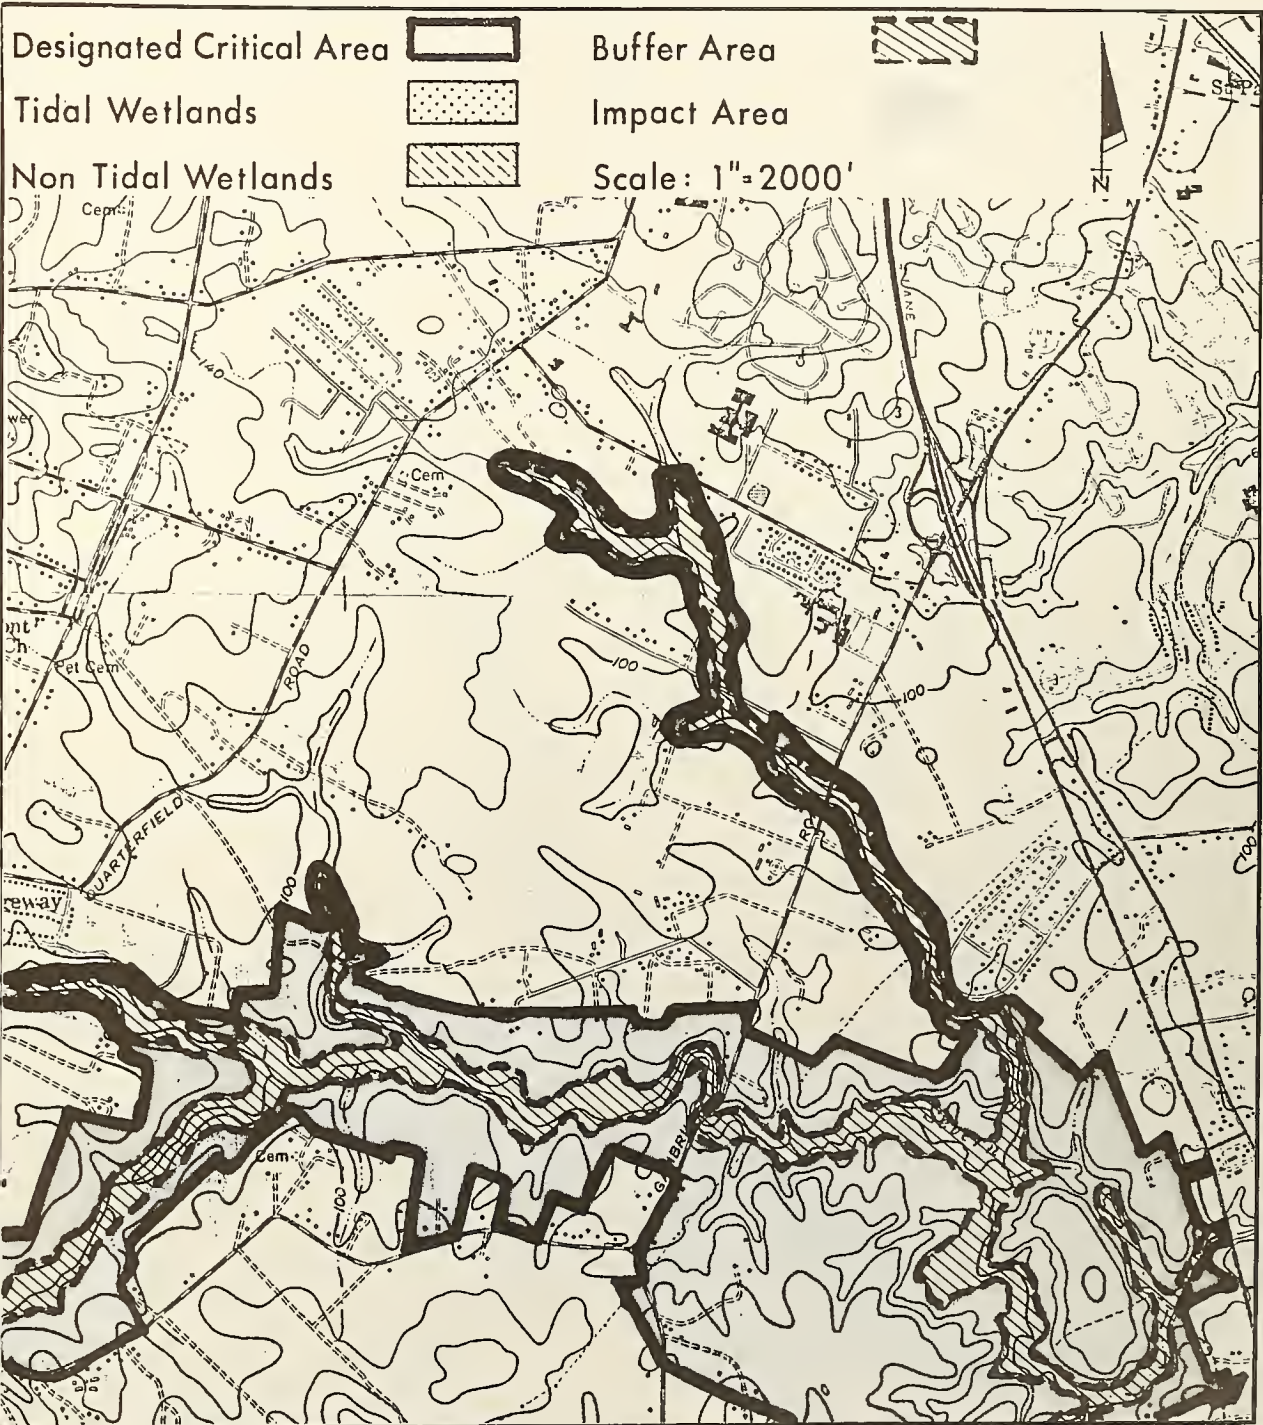 Designated Critical Area
Buffer Area
Tidal Wetlands
Impact Area
Non Tidal Wetlands
Scale: 1"=2000'
N
Cem
140
3
Cem
Pet Cem
ROAD
100
100
QUARTERFIELD
100
100
Cem
100